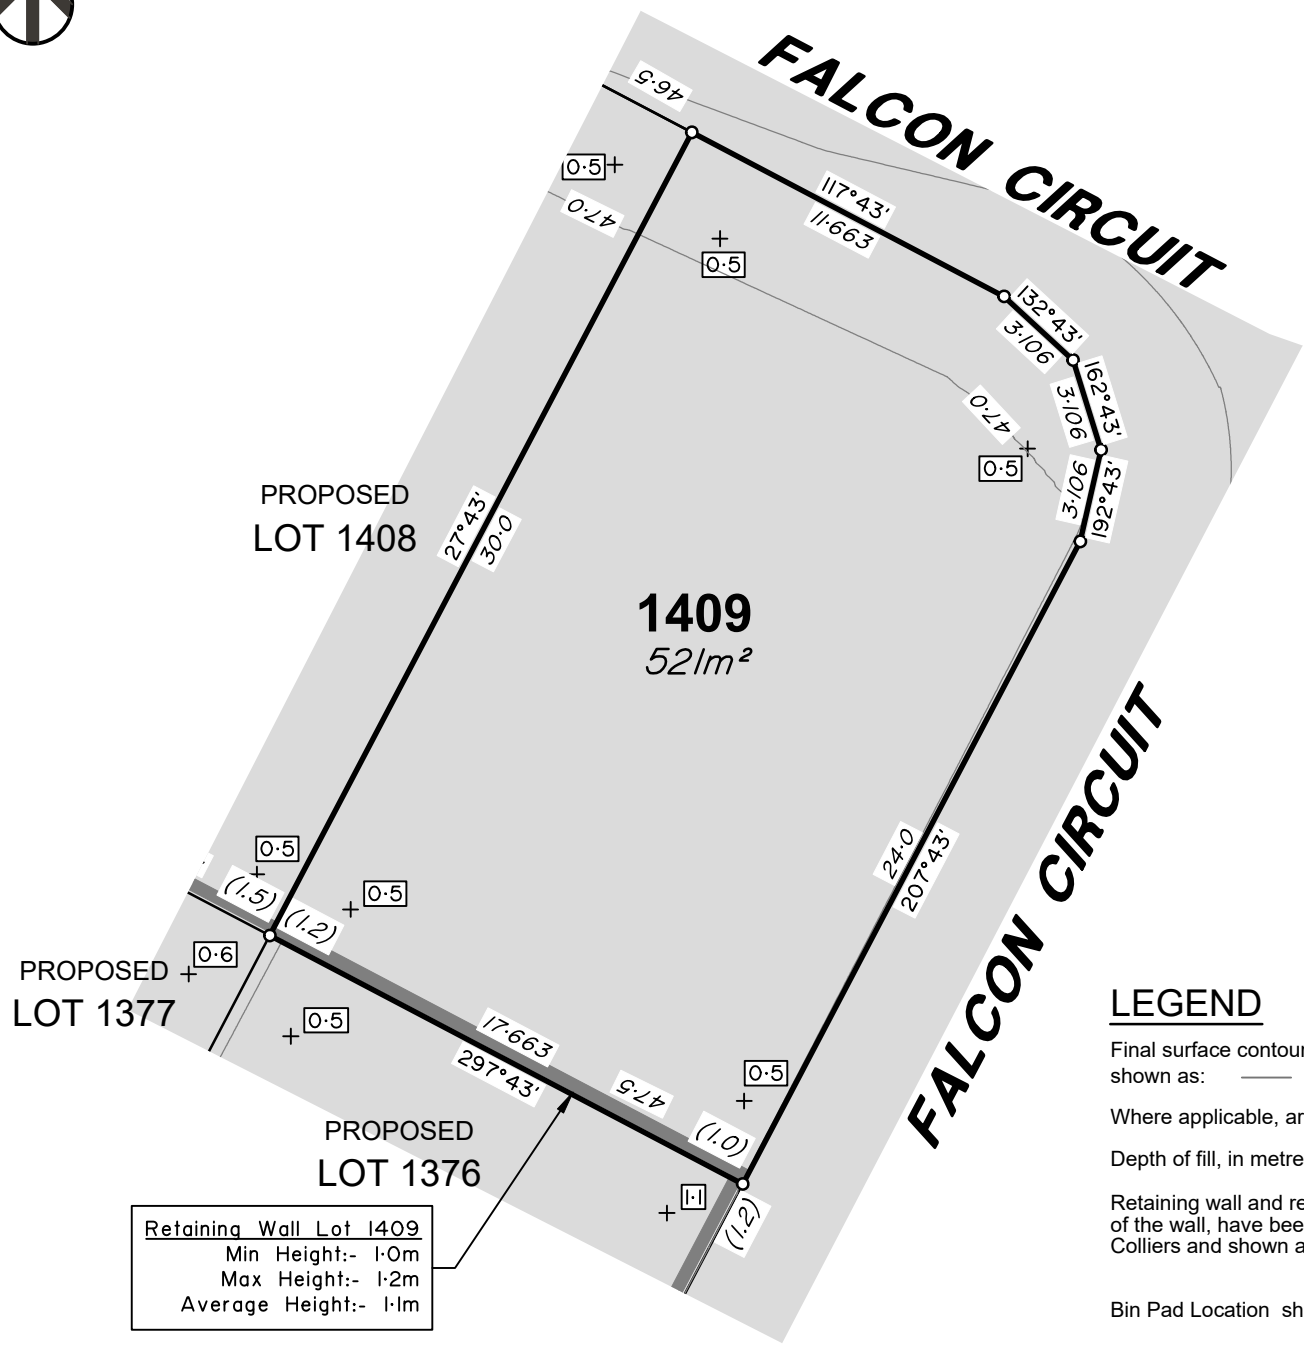 FALCON CIRCUIT
46·5
0·5
47·0
0·5
117°43'
11·663
132°43'
3·106
162°43'
3·106
47·0
0·5
3·106
192°43'
PROPOSED
LOT 1408
27°43'
30·0
1409
521m²
24·0
207°43'
FALCON CIRCUIT
0·5
(1.5)
0·5
(1.2)
0·6
PROPOSED
LOT 1377
0·5
17·663
297°43'
47·5
0·5
(1.0)
PROPOSED
LOT 1376
1·1
(1.2)
Retaining Wall Lot 1409
Min Height:- 1·0m
Max Height:- 1·2m
Average Height:- 1·1m
LEGEND
Final surface contour
shown as:
Where applicable, ar
Depth of fill, in metre
Retaining wall and re
of the wall, have bee
Colliers and shown a
Bin Pad Location sh